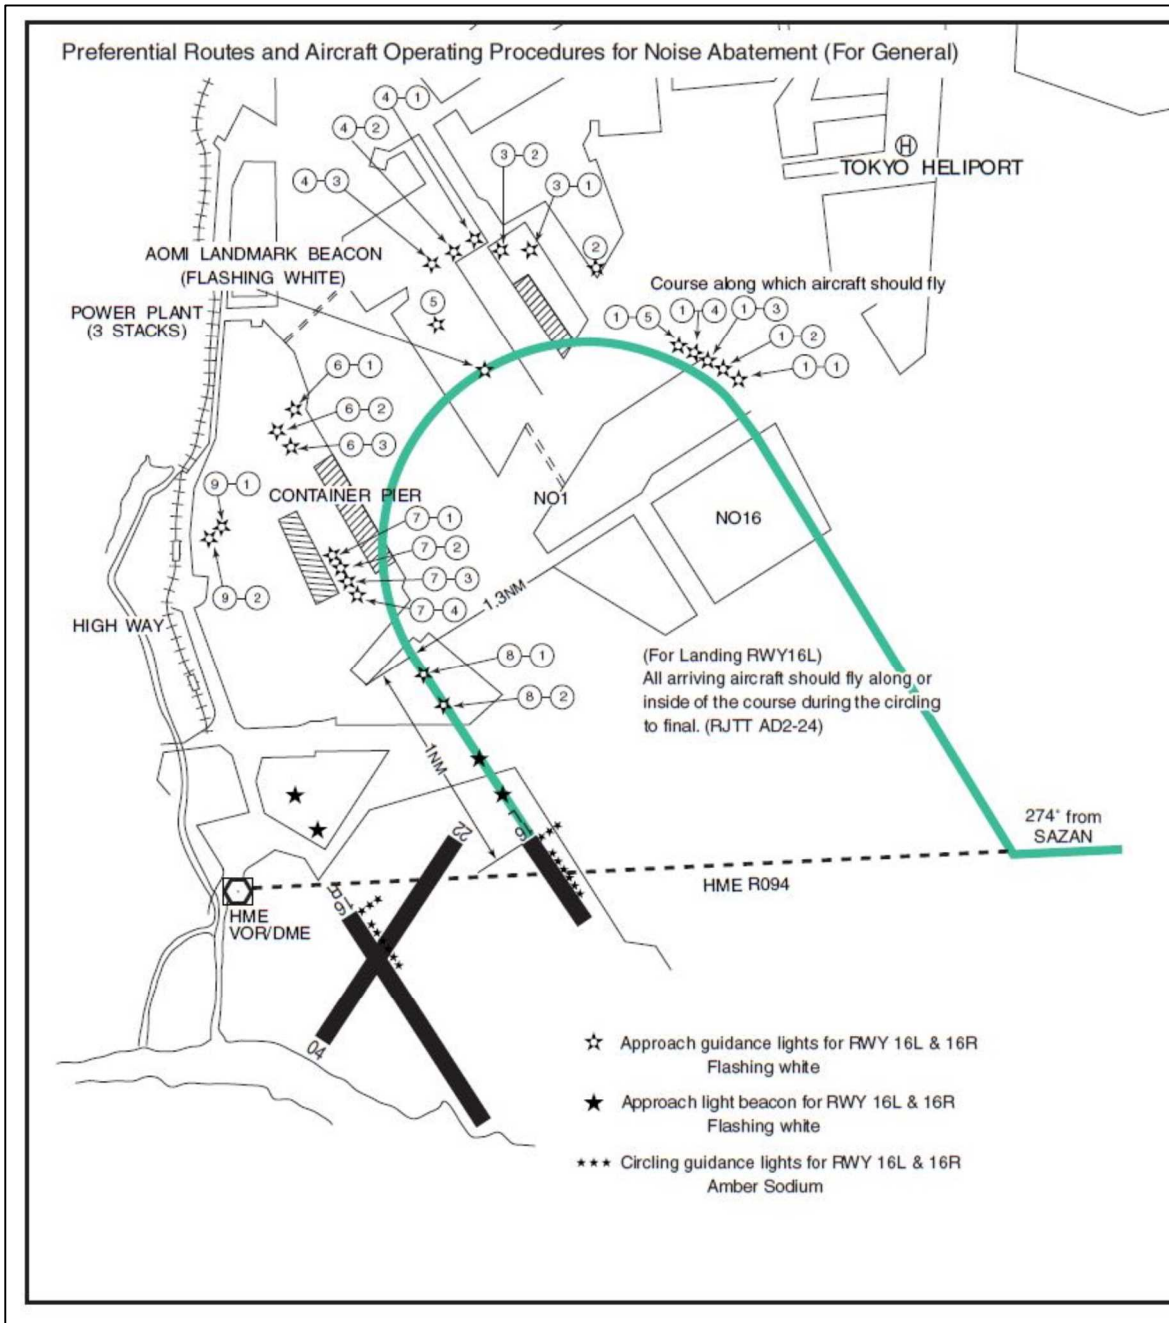 Preferential Routes and Aircraft Operating Procedures for Noise Abatement (For General)
4 1
4 2
3 2
4 3
3 1
H
TOKYO HELIPORT
2
AOMI LANDMARK BEACON
(FLASHING WHITE)
Course along which aircraft should fly
5
POWER PLANT
(3 STACKS)
1 5
1 4
1 3
1 2
1 1
6 1
6 2
6 3
9 1
CONTAINER PIER
NO1
NO16
7 1
7 2
7 3
7 4
9 2
1.3NM
HIGH WAY
8 1
8 2
(For Landing RWY16L)
All arriving aircraft should fly along or
inside of the course during the circling
to final. (RJTT AD2-24)
1NM
274° from
SAZAN
16L
22
HME R094
16R
HME
VOR/DME
04
Approach guidance lights for RWY 16L & 16R
Flashing white
Approach light beacon for RWY 16L & 16R
Flashing white
Circling guidance lights for RWY 16L & 16R
Amber Sodium